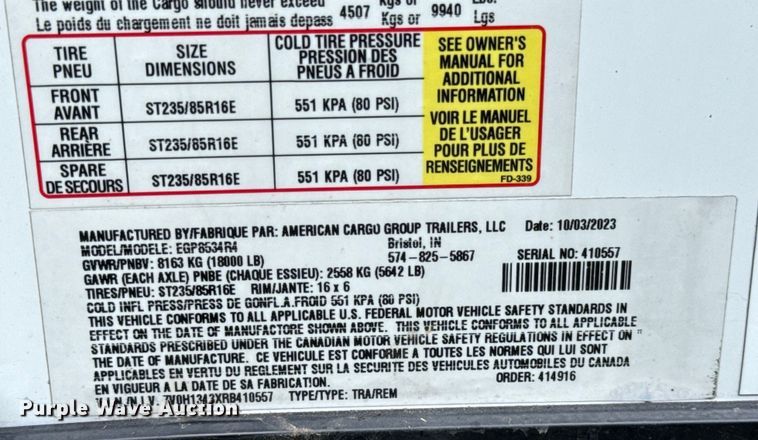 The weight of the Cargo should never exceed Kgs or Lbs.
Le poids du chargement ne doit jamais depass 4507 Kgs or 9940 Lgs
TIRE PNEU SIZE DIMENSIONS COLD TIRE PRESSURE PRESSION DES PNEUS A FROID
FRONT AVANT ST235/85R16E 551 KPA (80 PSI)
REAR ARRIÈRE ST235/85R16E 551 KPA (80 PSI)
SPARE DE SECOURS ST235/85R16E 551 KPA (80 PSI)
SEE OWNER'S
MANUAL FOR
ADDITIONAL
INFORMATION
VOIR LE MANUEL
DE L'USAGER
POUR PLUS DE
RENSEIGNEMENTS
FD-339
MANUFACTURED BY/FABRIQUE PAR: AMERICAN CARGO GROUP TRAILERS, LLC Date: 10/03/2023
MODEL/MODELE: EGP8534R4 Bristol, IN
GVWR/PNBV: 8163 KG (18000 LB) 574-825-5867 SERIAL NO: 410557
GAWR (EACH AXLE) PNBE (CHAQUE ESSIEU): 2558 KG (5642 LB)
TIRES/PNEU: ST235/85R16E RIM/JANTE: 16 x 6
COLD INFL PRESS/PRESS DE GONFL.A.FROID 551 KPA (80 PSI)
THIS VEHICLE CONFORMS TO ALL APPLICABLE U.S. FEDERAL MOTOR VEHICLE SAFETY STANDARDS IN
EFFECT ON THE DATE OF MANUFACTORE SHOWN ABOVE. THIS VEHICLE CONFORMS TO ALL APPLICABLE
STANDARDS PRESCRIBED UNDER THE CANADIAN MOTOR VEHICLE SAFETY REGULATIONS IN EFFECT ON "
THE DATE OF MANUFACTURE. CE VEHICULE EST CONFORME A TOUTES LES NORMES QUI LUI SONT
APPLICABLES EN VERTU DU REGLEMENT SUR LA SECURITE DES VEHICULES AUTOMOBILES DU CANADA
EN VIGUEUR A LA DATE DE SA FABRICATION. ORDER: 414916
V.I.N./N.I.V. 7V0H1343XRB410557 TYPE/TYPE: TRA/REM
Purple Wave Auction